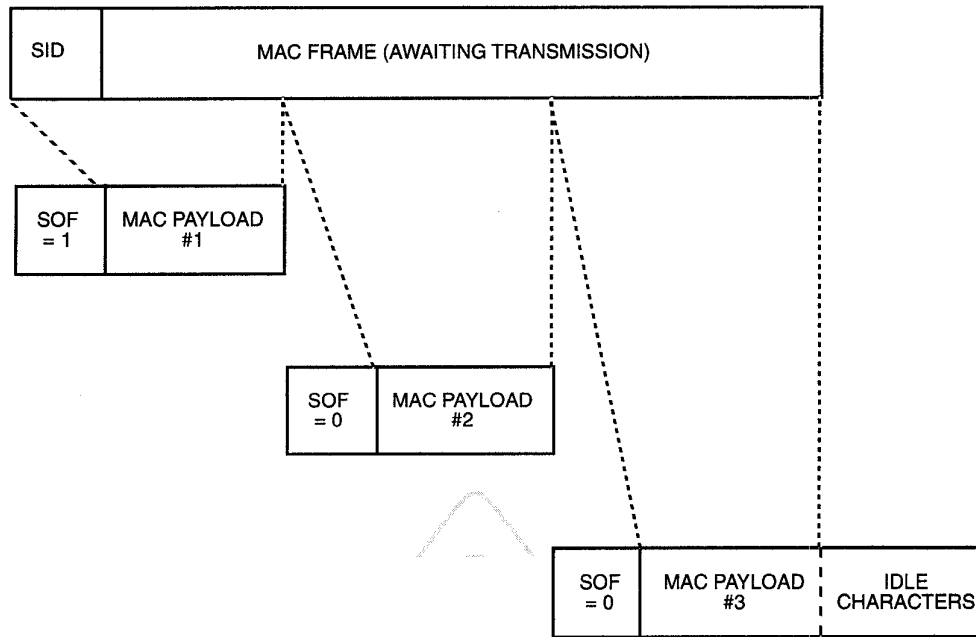 SID
MAC FRAME (AWAITING TRANSMISSION)
SOF
= 1
MAC PAYLOAD
#1
SOF
= 0
MAC PAYLOAD
#2
SOF
= 0
MAC PAYLOAD
#3
IDLE
CHARACTERS